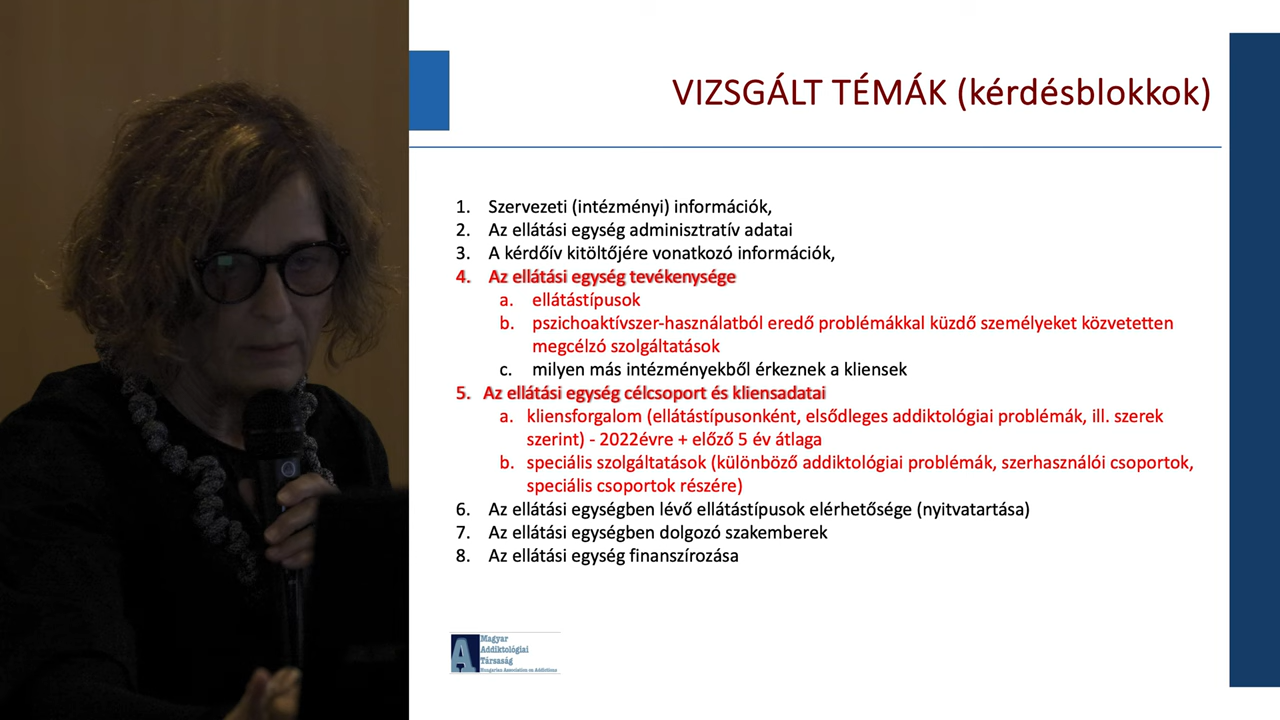 VIZSGÁLT TÉMÁK (kérdésblokkok)
1. Szervezeti (intézményi) információk,
2. Az ellátási egység adminisztratív adatai
3. A kérdőív kitöltőjére vonatkozó információk,
4. Az ellátási egység tevékenysége
a. ellátástípusok
b. pszichoaktívszer-használatból eredő problémákkal küzdő személyeket közvetetten
megcélzó szolgáltatások
c. milyen más intézményekből érkeznek a kliensek
5. Az ellátási egység célcsoport és kliensadatai
a. kliensforgalom (ellátástípusonként, elsődleges addiktológiai problémák, ill. szerek
szerint) - 2022évre + előző 5 év átlaga
b. speciális szolgáltatások (különböző addiktológiai problémák, szerhasználói csoportok,
speciális csoportok részére)
6. Az ellátási egységben lévő ellátástípusok elérhetősége (nyitvatartása)
7. Az ellátási egységben dolgozó szakemberek
8. Az ellátási egység finanszírozása
A
Magyar
Addiktológiai
Társaság
Hungarian Association on Addictions